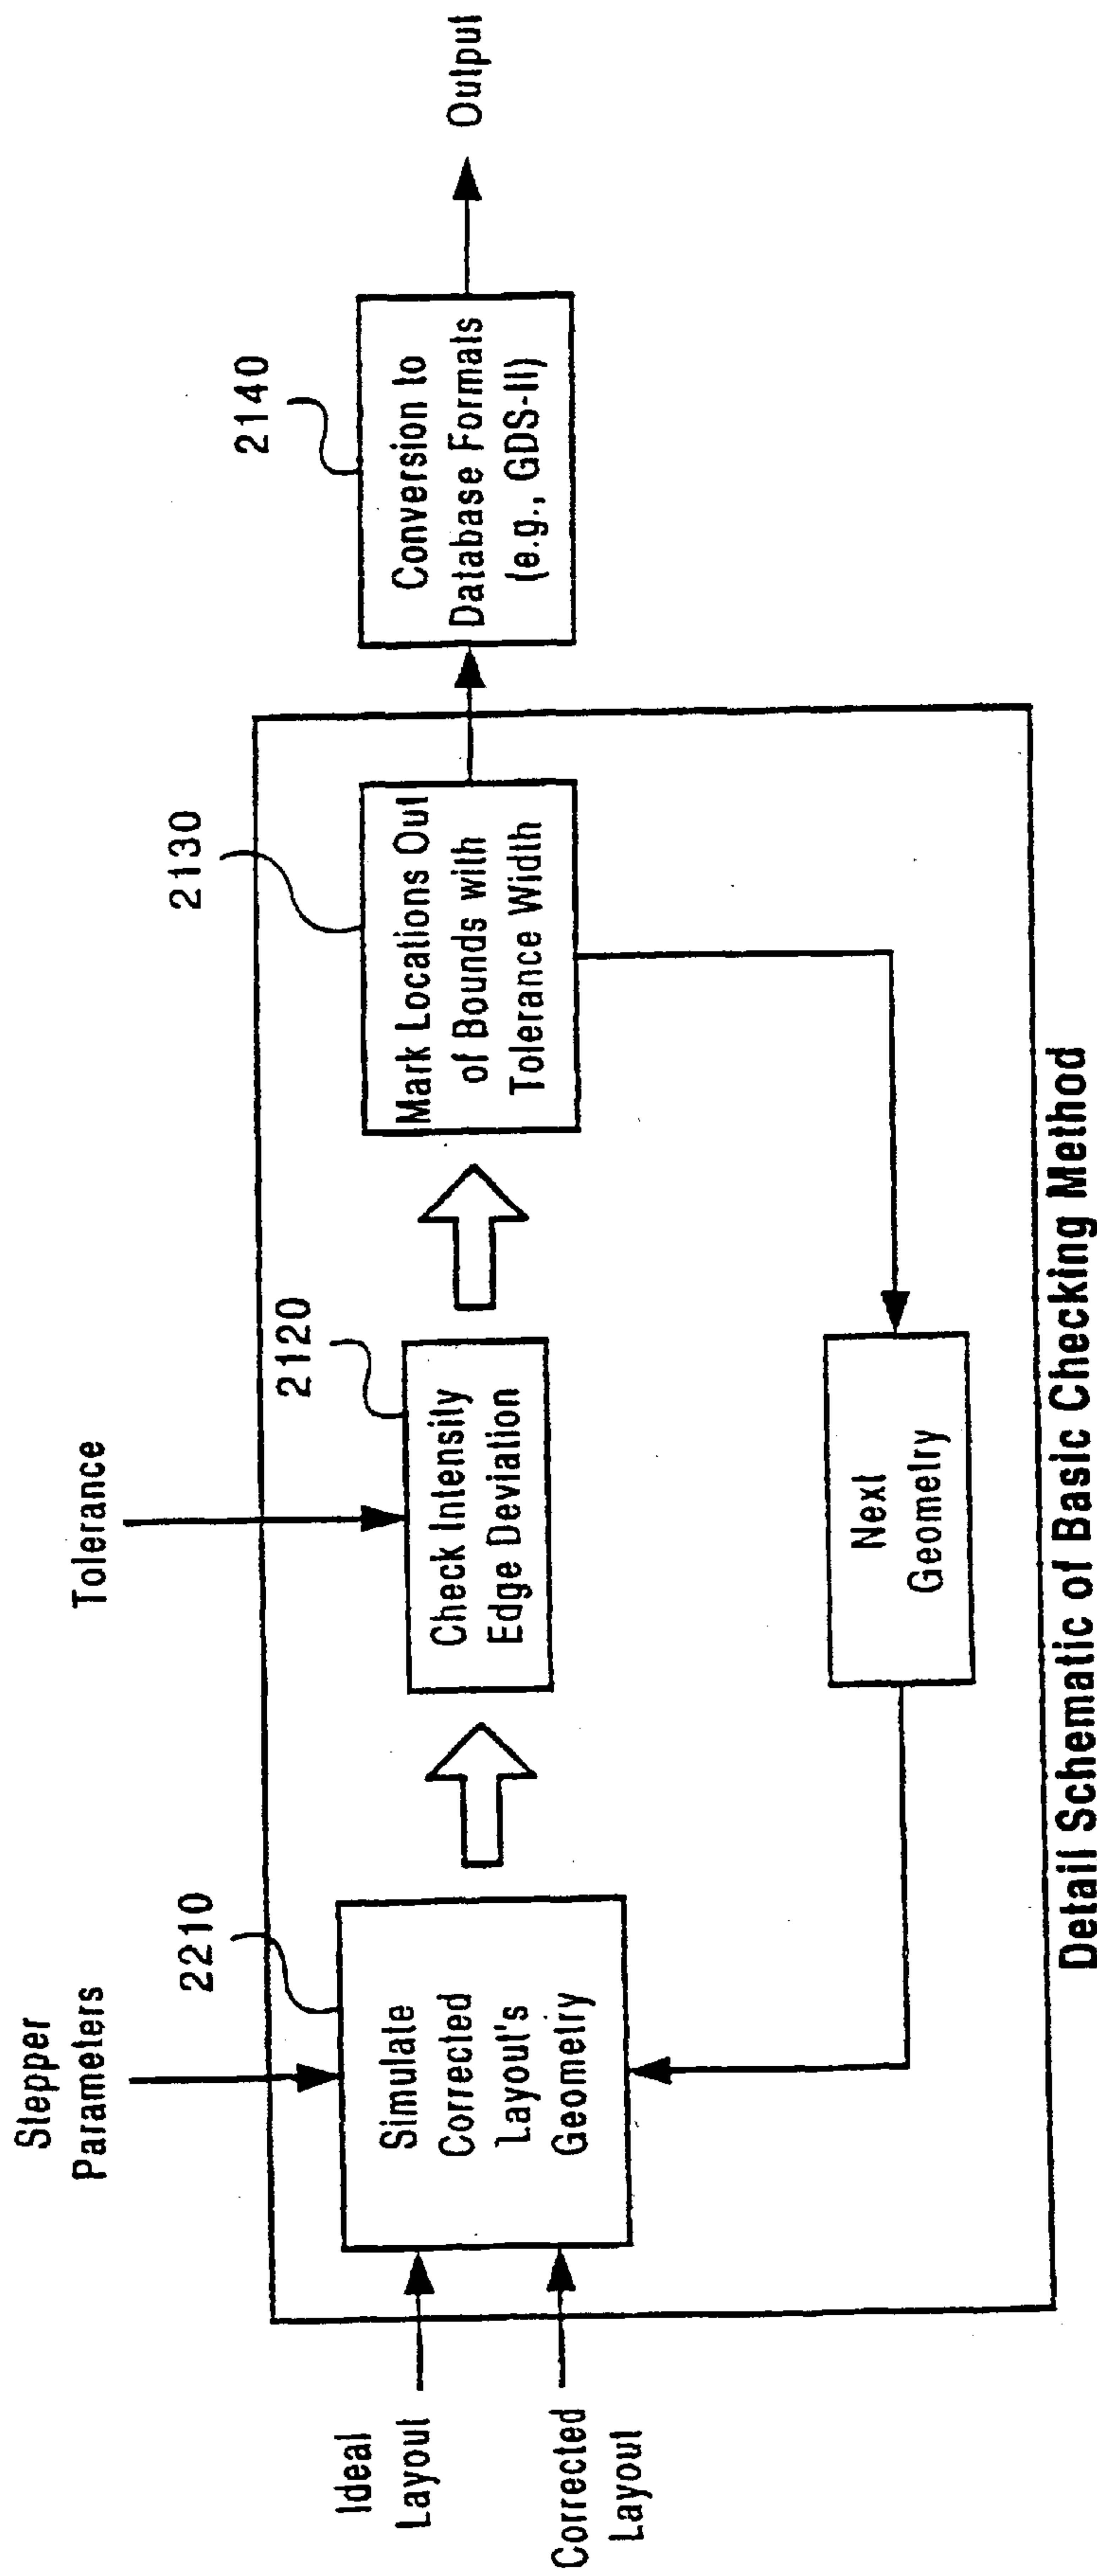 Stepper
Parameters
Tolerance
2210
2120
2130
2140
Ideal
Layout
Corrected
Layout
Simulate
Corrected
Layout's
Geometry
Check Intensity
Edge Deviation
Mark Locations Out
of Bounds with
Tolerance Width
Conversion to
Database Formats
(e.g., GDS-II)
Output
Next
Geometry
Detail Schematic of Basic Checking Method